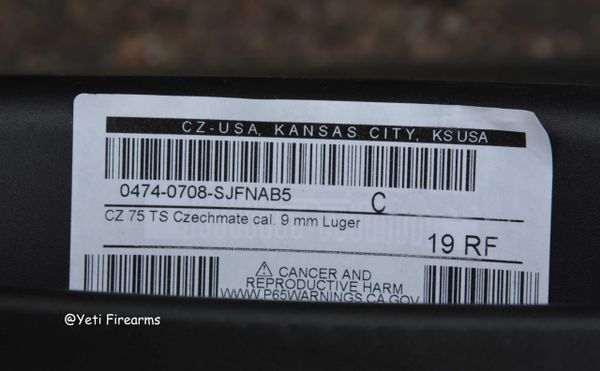 CZ-USA, KANSAS CITY, KS USA
0474-0708-SJFNAB5
C
CZ 75 TS Czechmate cal. 9 mm Luger
19 RF
CANCER AND
REPRODUCTIVE HARM
WWW.P65WARNINGS.CA.GOV
@Yeti Firearms